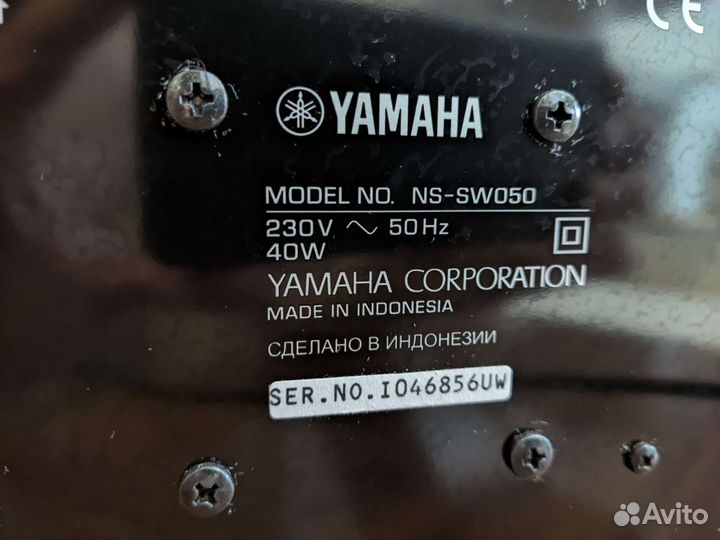 CE
YAMAHA
MODEL NO. NS-SW050
230V ~ 50Hz
40W
YAMAHA CORPORATION
MADE IN INDONESIA
СДЕЛАНО В ИНДОНЕЗИИ
SER.NO.I046856UW
Avito